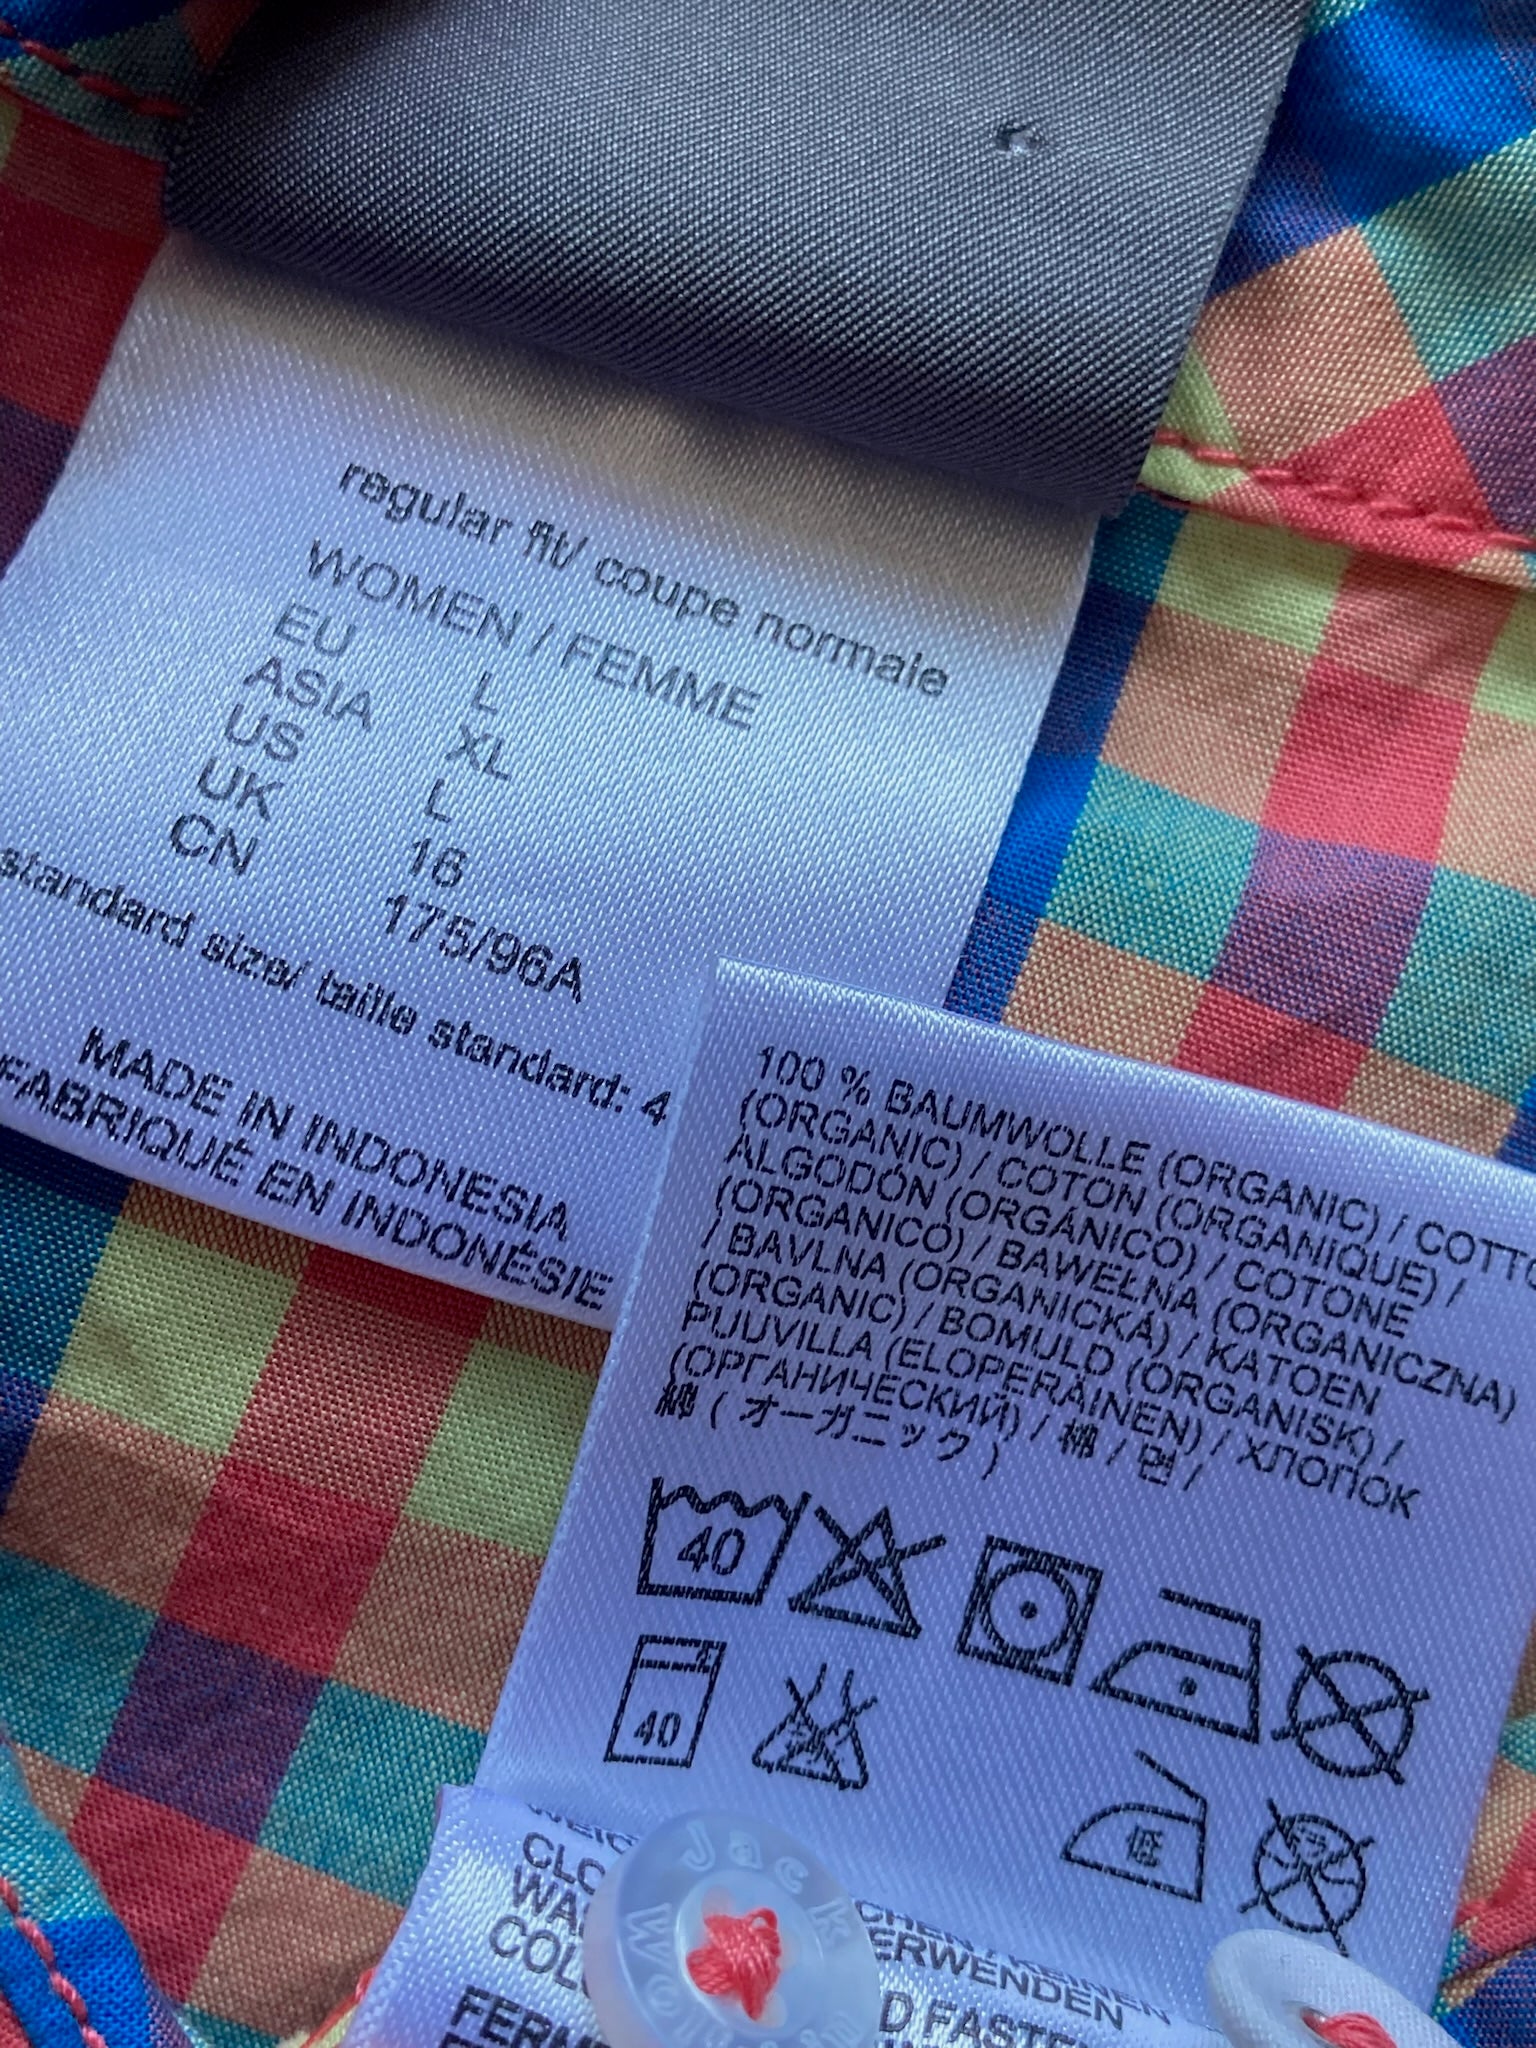 regular fit/ coupe normale
WOMEN / FEMME
EU L
ASIA XL
US L
UK 16
CN 175/96A
standard size/ taille standard: 4
MADE IN INDONESIA
FABRIQUÉ EN INDONÉSIE
100 % BAUMWOLLE (ORGANIC) / COTTO
(ORGANIC) / COTON (ORGANIQUE) /
ALGODÓN (ORGÁNICO) / COTONE
(ORGANICO) / BAWEŁNA (ORGANICZNA)
/ BAVLNA (ORGANICKÁ) / KATOEN
(ORGANIC) / BOMULD (ORGANISK) /
PUUVILLA (ELOPERÄINEN) / ХЛОПОК
(ОРГАНИЧЕСКИЙ) / 棉 / 면 /
綿 ( オーガニック )
40
40
CLO
WA
COL
CHEN / KEINEN
ERWENDEN
D FASTE
FERM
Jack